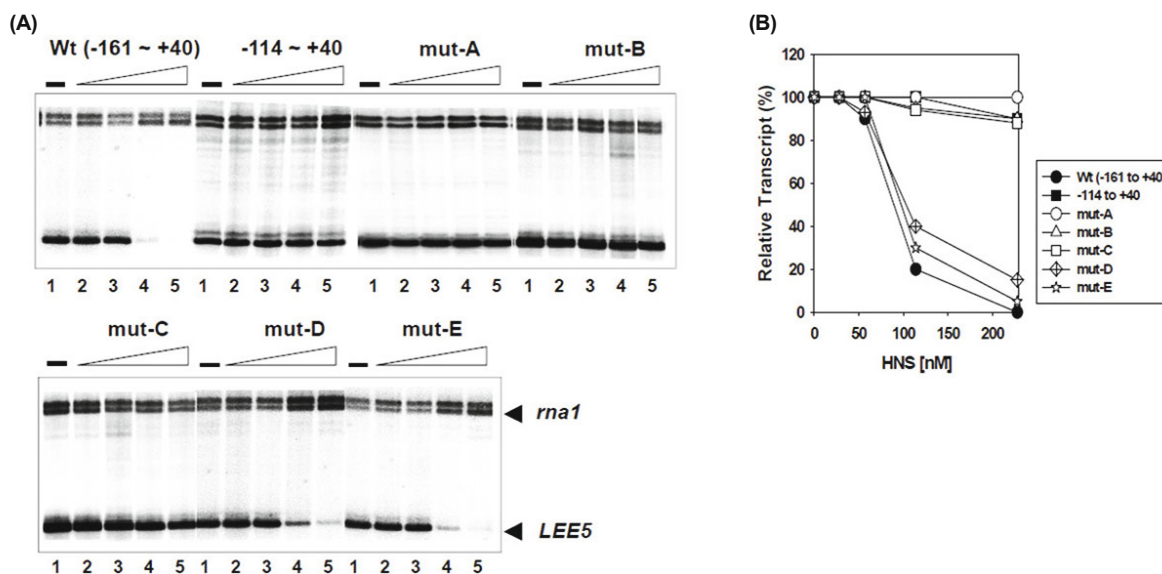 (A)
Wt (-161 ~ +40) -114 ~ +40 mut-A mut-B
1 2 3 4 5 1 2 3 4 5 1 2 3 4 5 1 2 3 4 5
mut-C mut-D mut-E
rna1
LEE5
1 2 3 4 5 1 2 3 4 5 1 2 3 4 5
(B)
Relative Transcript (%)
120
100
80
60
40
20
0
0 50 100 150 200
HNS [nM]
Wt (-161 to +40)
-114 to +40
mut-A
mut-B
mut-C
mut-D
mut-E